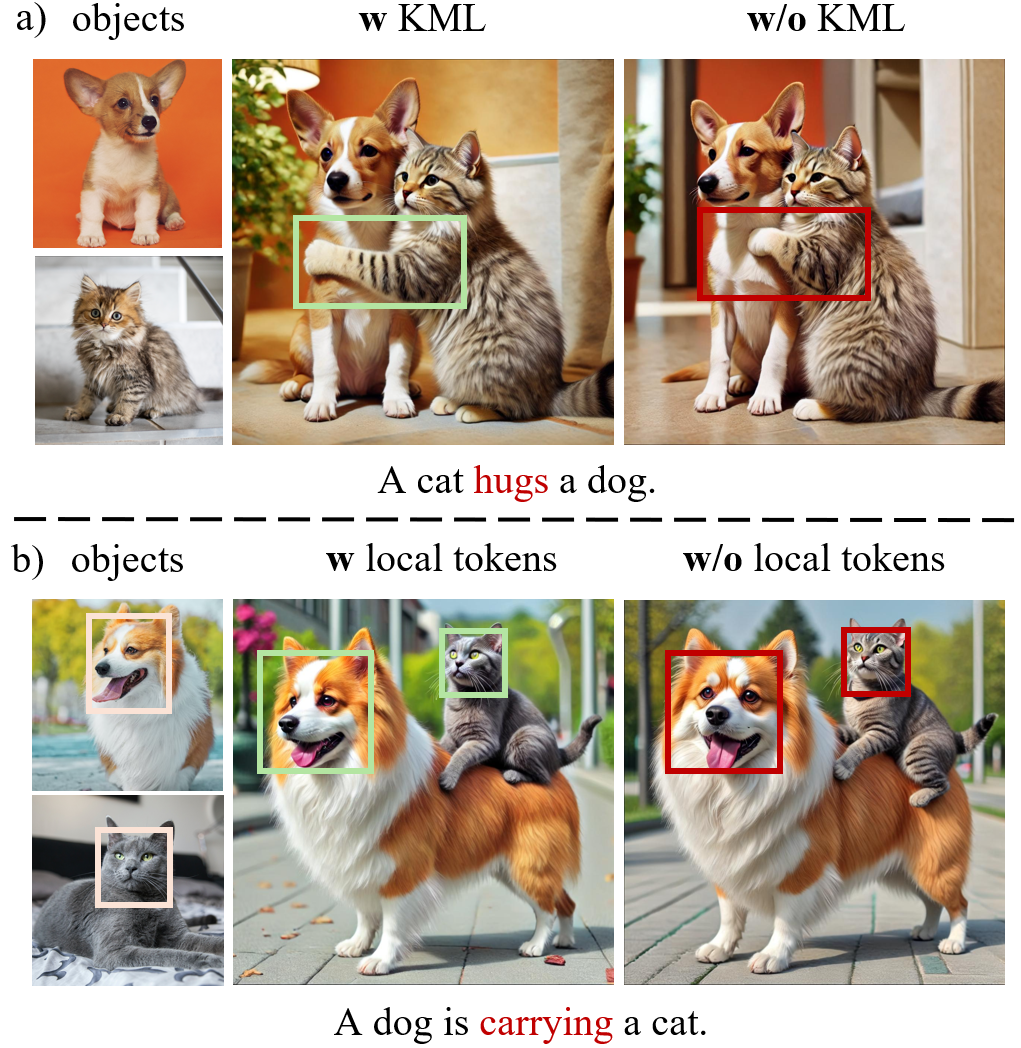 a) objects w KML w/o KML
A cat hugs a dog.
b) objects w local tokens w/o local tokens
A dog is carrying a cat.